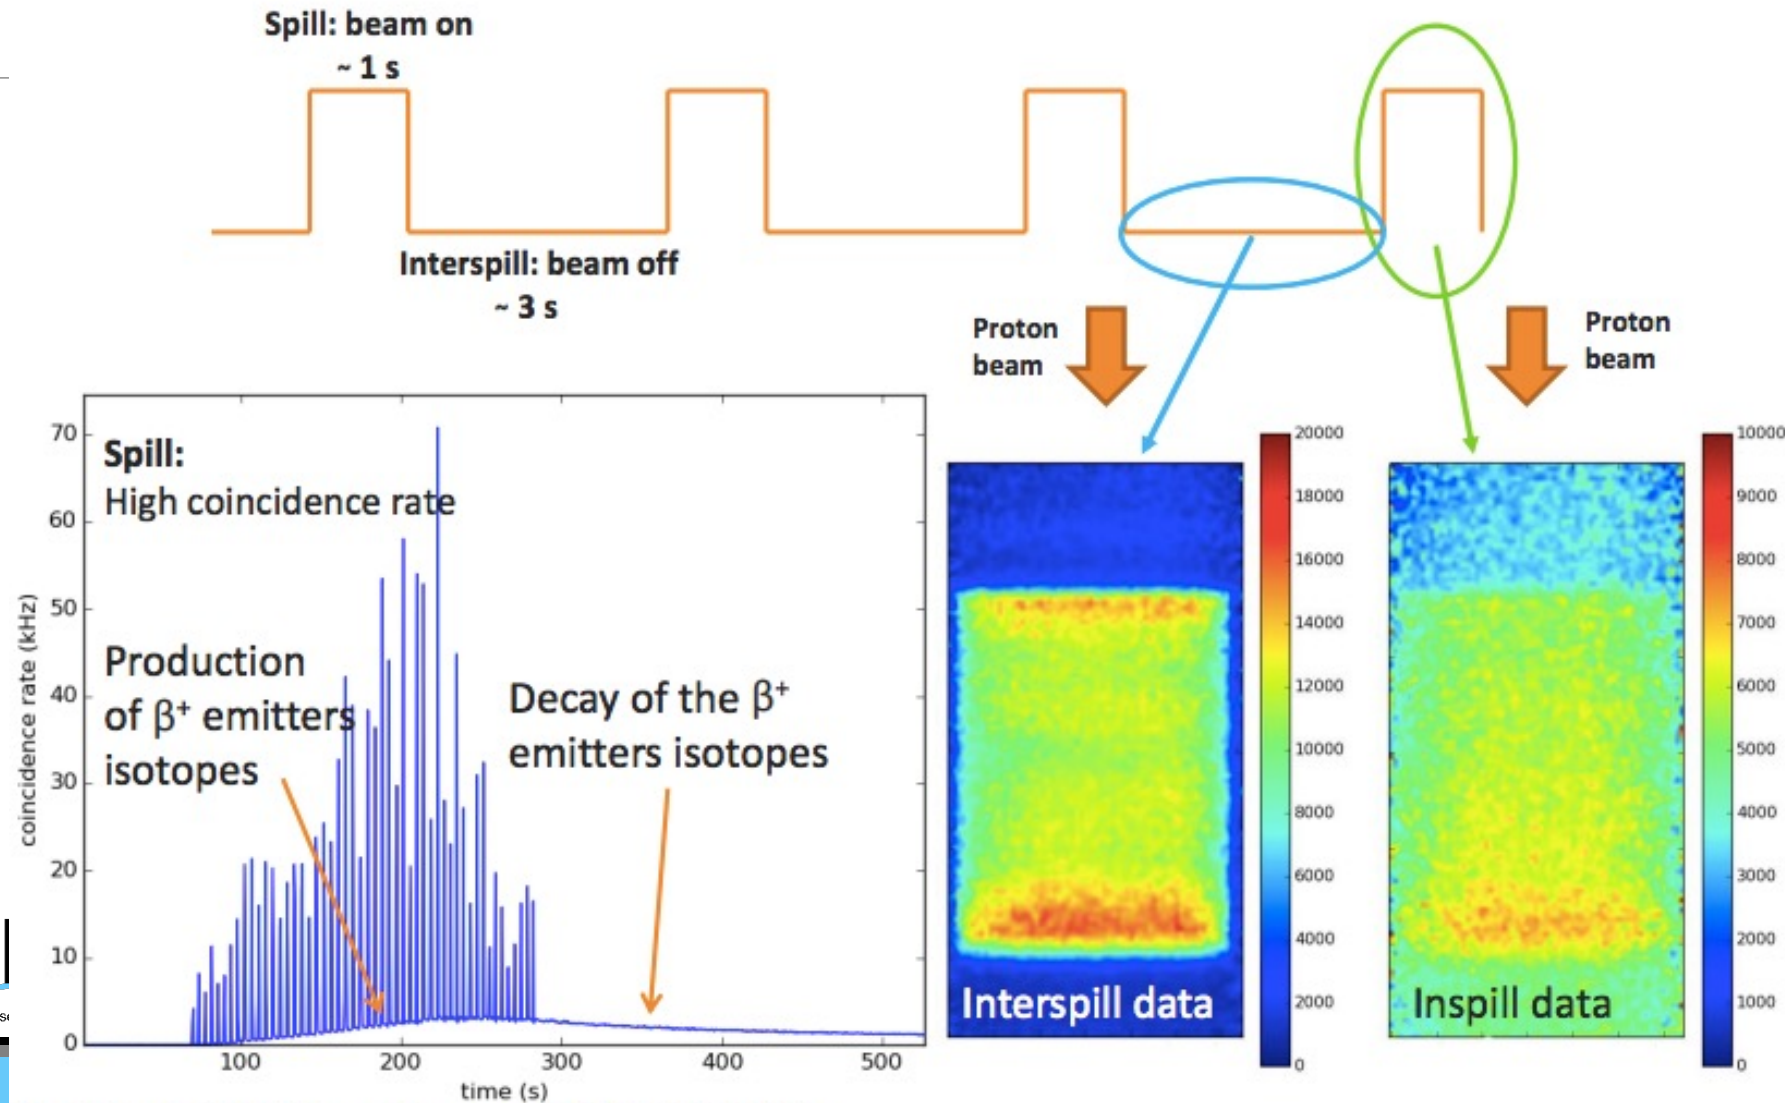 Spill: beam on
~ 1 s
Interspill: beam off
~ 3 s
Proton
beam
Proton
beam
Spill:
High coincidence rate
Production
of β⁺ emitters
isotopes
Decay of the β⁺
emitters isotopes
coincidence rate (kHz)
70
60
50
40
30
20
10
0
100
200
300
400
500
time (s)
Interspill data
20000
18000
16000
14000
12000
10000
8000
6000
4000
2000
0
Inspill data
10000
9000
8000
7000
6000
5000
4000
3000
2000
1000
0